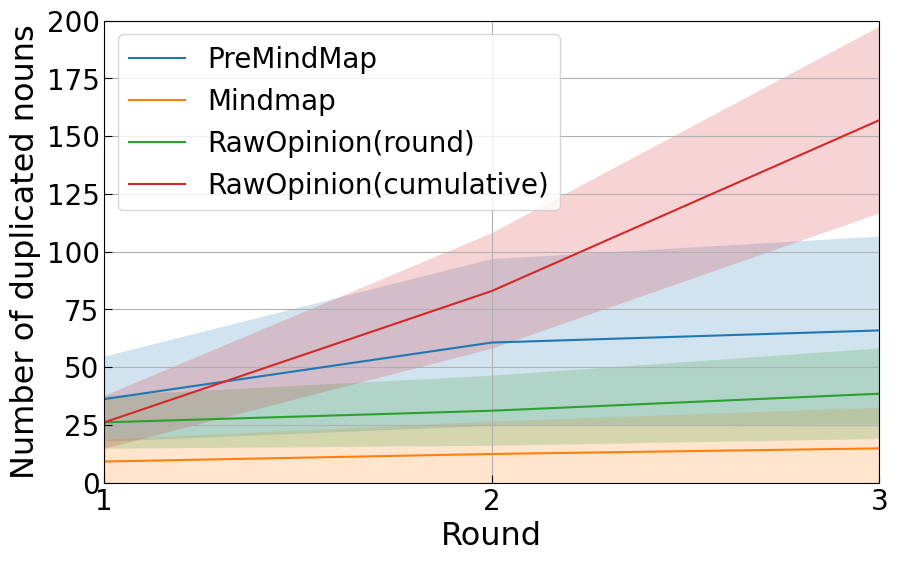 Number of duplicated nouns
200
175
150
125
100
75
50
25
0
PreMindMap
Mindmap
RawOpinion(round)
RawOpinion(cumulative)
1
2
3
Round